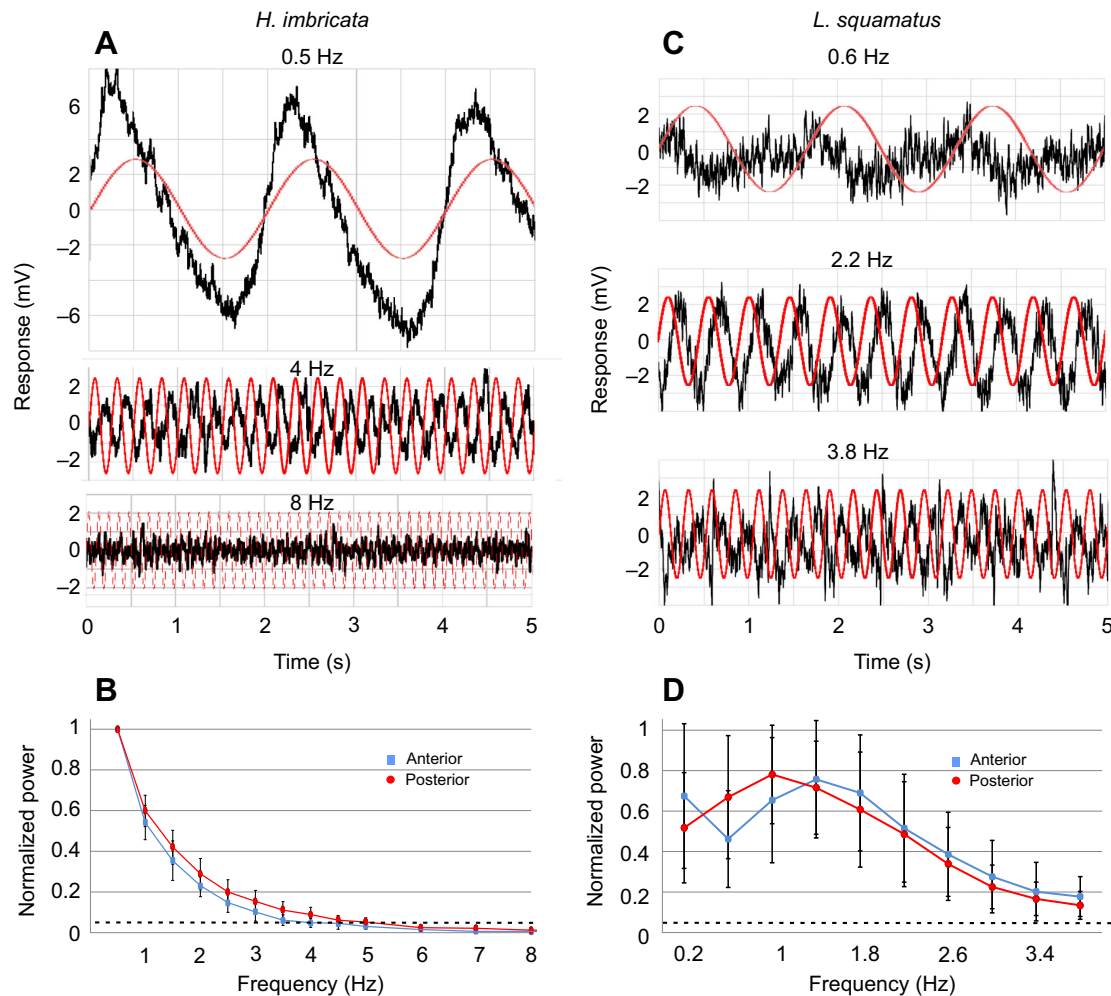 H. imbricata
L. squamatus
A
0.5 Hz
6
2
0
–2
–6
4 Hz
2
0
–2
8 Hz
2
0
–2
0 1 2 3 4 5
Time (s)
Response (mV)
C
0.6 Hz
2
0
–2
2.2 Hz
2
0
–2
3.8 Hz
2
0
–2
0 1 2 3 4 5
Time (s)
Response (mV)
B
1
0.8
0.6
0.4
0.2
0
Normalized power
Anterior
Posterior
1 2 3 4 5 6 7 8
Frequency (Hz)
D
1
0.8
0.6
0.4
0.2
0
Normalized power
Anterior
Posterior
0.2 1 1.8 2.6 3.4
Frequency (Hz)